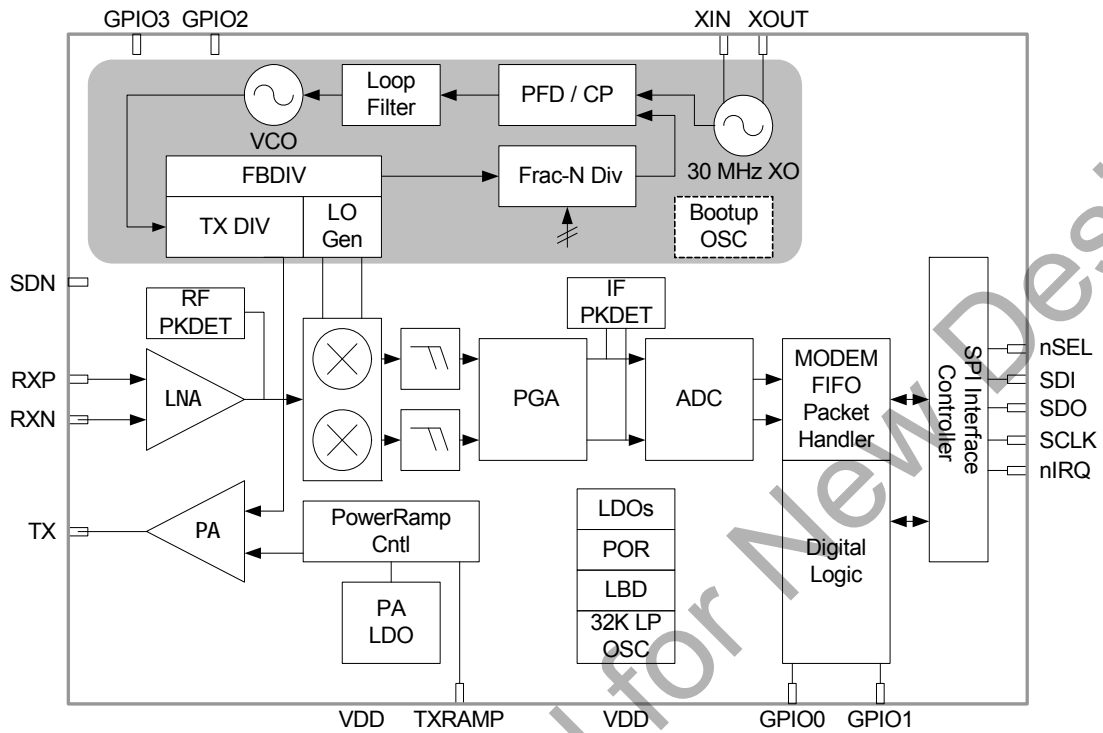 GPIO3 GPIO2
XIN XOUT
Loop
Filter
PFD / CP
VCO
30 MHz XO
FBDIV
Frac-N Div
TX DIV
LO
Gen
Bootup
OSC
SDN
RF
PKDET
IF
PKDET
RXP
RXN
LNA
PGA
ADC
MODEM
FIFO
Packet
Handler
SPI Interface
Controller
nSEL
SDI
SDO
SCLK
nIRQ
TX
PA
PowerRamp
Cntl
PA
LDO
LDOs
POR
LBD
32K LP
OSC
Digital
Logic
VDD TXRAMP
VDD
GPIO0 GPIO1
for New Des